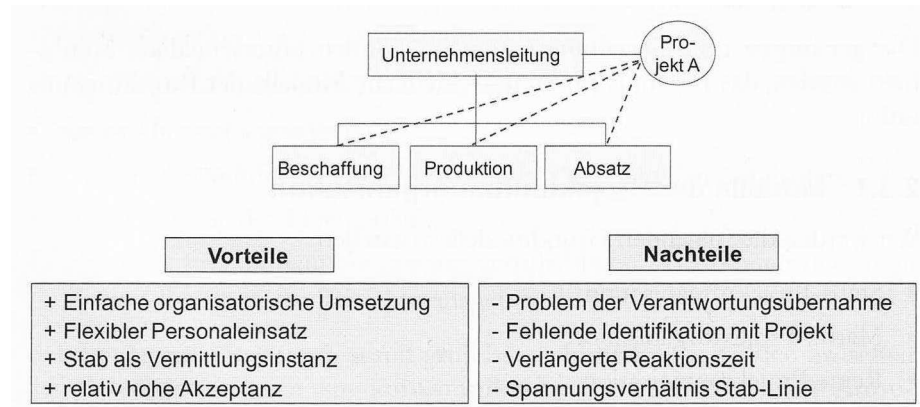 Unternehmensleitung
Pro-
jekt A
Beschaffung
Produktion
Absatz
Vorteile
+ Einfache organisatorische Umsetzung
+ Flexibler Personaleinsatz
+ Stab als Vermittlungsinstanz
+ relativ hohe Akzeptanz
Nachteile
- Problem der Verantwortungsübernahme
- Fehlende Identifikation mit Projekt
- Verlängerte Reaktionszeit
- Spannungsverhältnis Stab-Linie